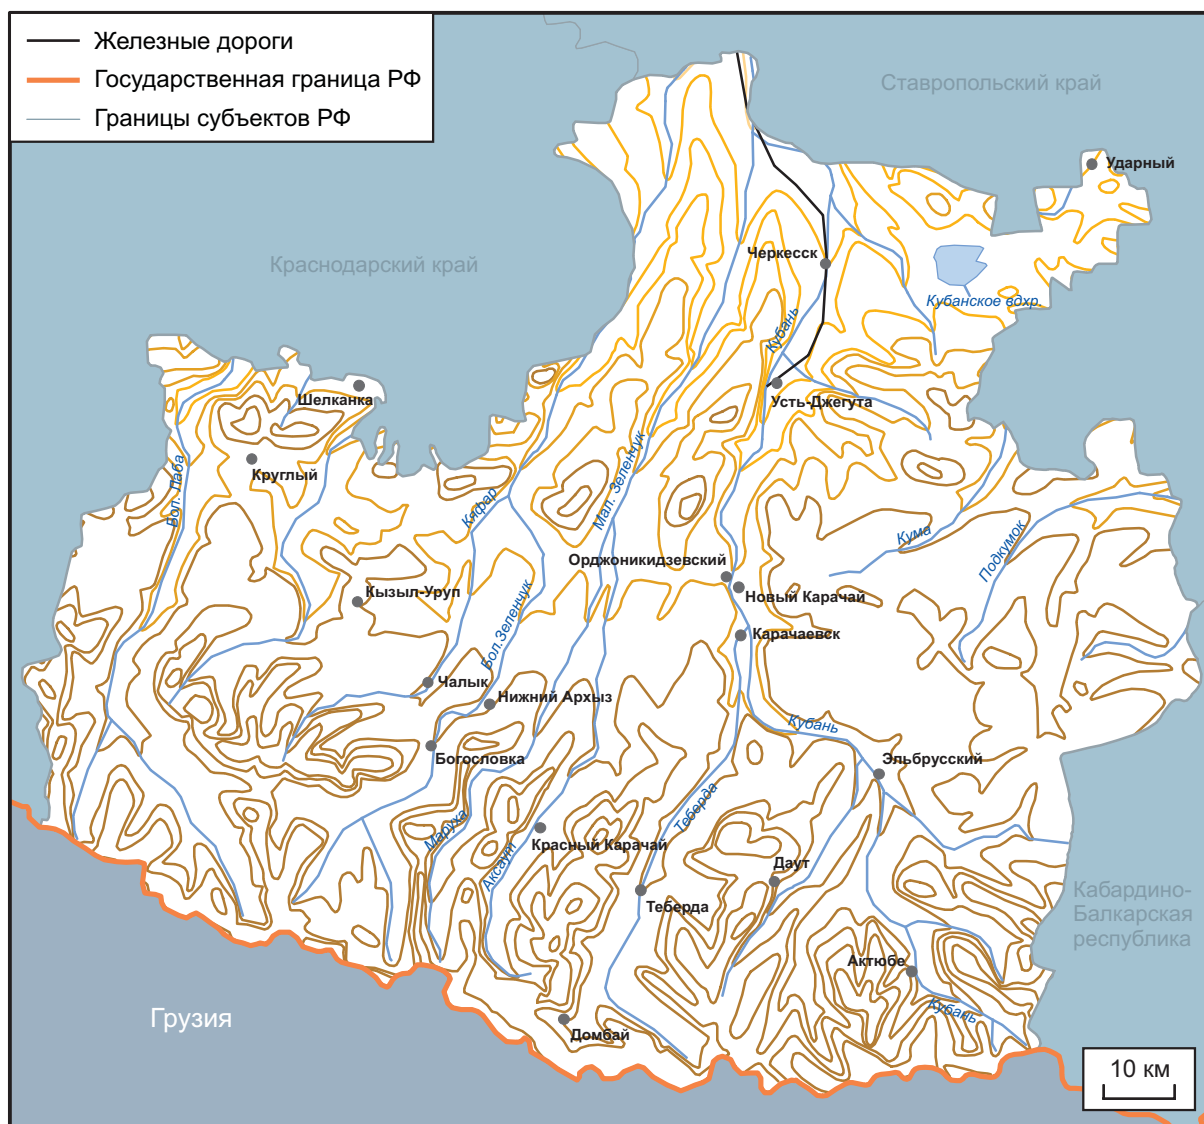 Железные дороги
Государственная граница РФ
Границы субъектов РФ
Ставропольский край
Ударный
Черкесск
Краснодарский край
Кубанское вдхр.
Кубань
Шелканка
Усть-Джегута
Круглый
Бол. Лаба
Кяфар
Мал. Зеленчук
Кума
Подкумок
Орджоникидзевский
Новый Карачай
Кызыл-Уруп
Бол.Зеленчук
Карачаевск
Чалык
Нижний Архыз
Кубань
Богословка
Эльбрусский
Маруха
Теберда
Красный Карачай
Аксаут
Даут
Теберда
Кабардино-
Балкарская
республика
Актюбе
Кубань
Грузия
Домбай
10 км